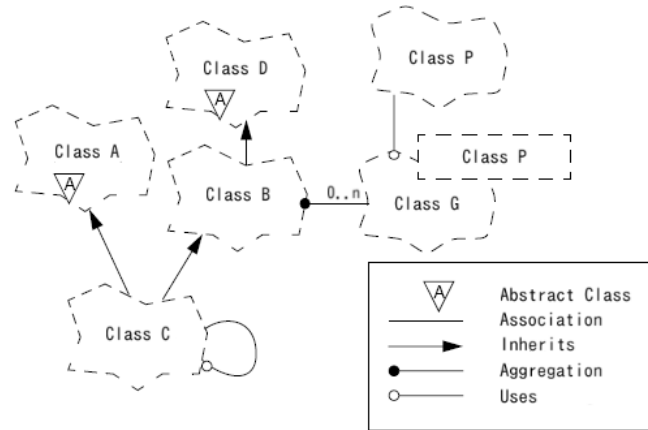 Class D
A
Class P
Class A
A
Class P
Class B
0..n
Class G
Class C
A Abstract Class
Association
Inherits
Aggregation
Uses